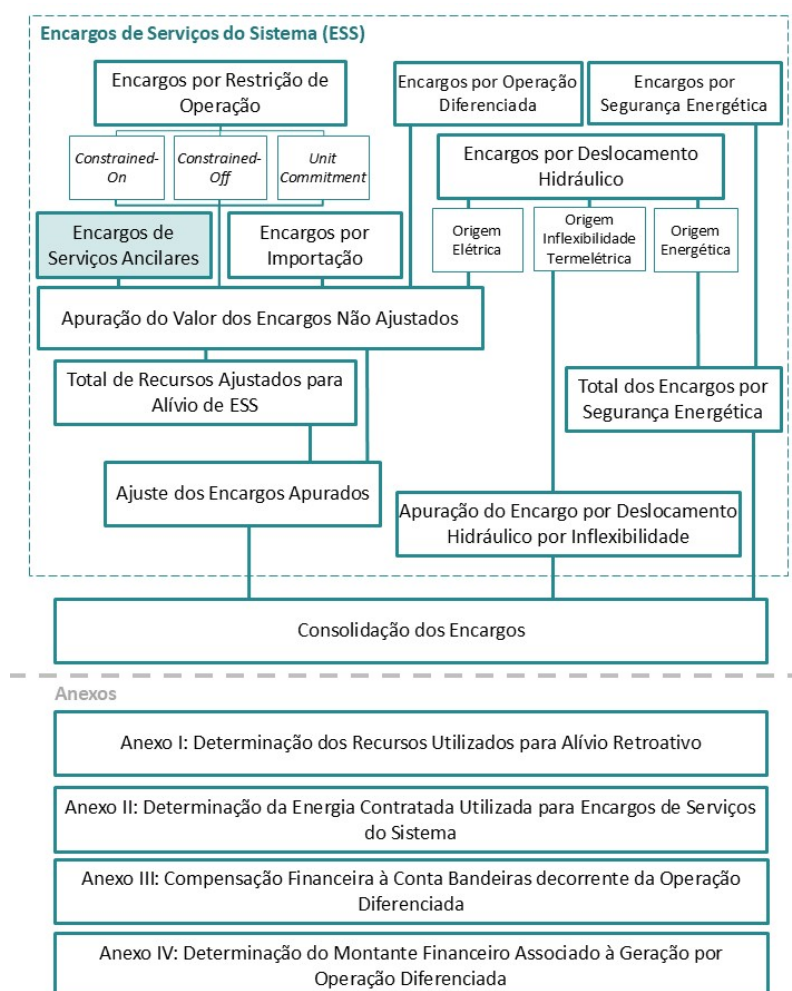 Encargos de Serviços do Sistema (ESS)
Encargos por Restrição de
Operação
Encargos por Operação
Diferenciada
Encargos por
Segurança Energética
Constrained-
On
Constrained-
Off
Unit
Commitment
Encargos por Deslocamento
Hidráulico
Encargos de
Serviços Ancilares
Encargos por
Importação
Origem
Elétrica
Origem
Inflexibilidade
Termelétrica
Origem
Energética
Apuração do Valor dos Encargos Não Ajustados
Total de Recursos Ajustados para
Alívio de ESS
Total dos Encargos por
Segurança Energética
Ajuste dos Encargos Apurados
Apuração do Encargo por Deslocamento
Hidráulico por Inflexibilidade
Consolidação dos Encargos
Anexos
Anexo I: Determinação dos Recursos Utilizados para Alívio Retroativo
Anexo II: Determinação da Energia Contratada Utilizada para Encargos de Serviços
do Sistema
Anexo III: Compensação Financeira à Conta Bandeiras decorrente da Operação
Diferenciada
Anexo IV: Determinação do Montante Financeiro Associado à Geração por
Operação Diferenciada